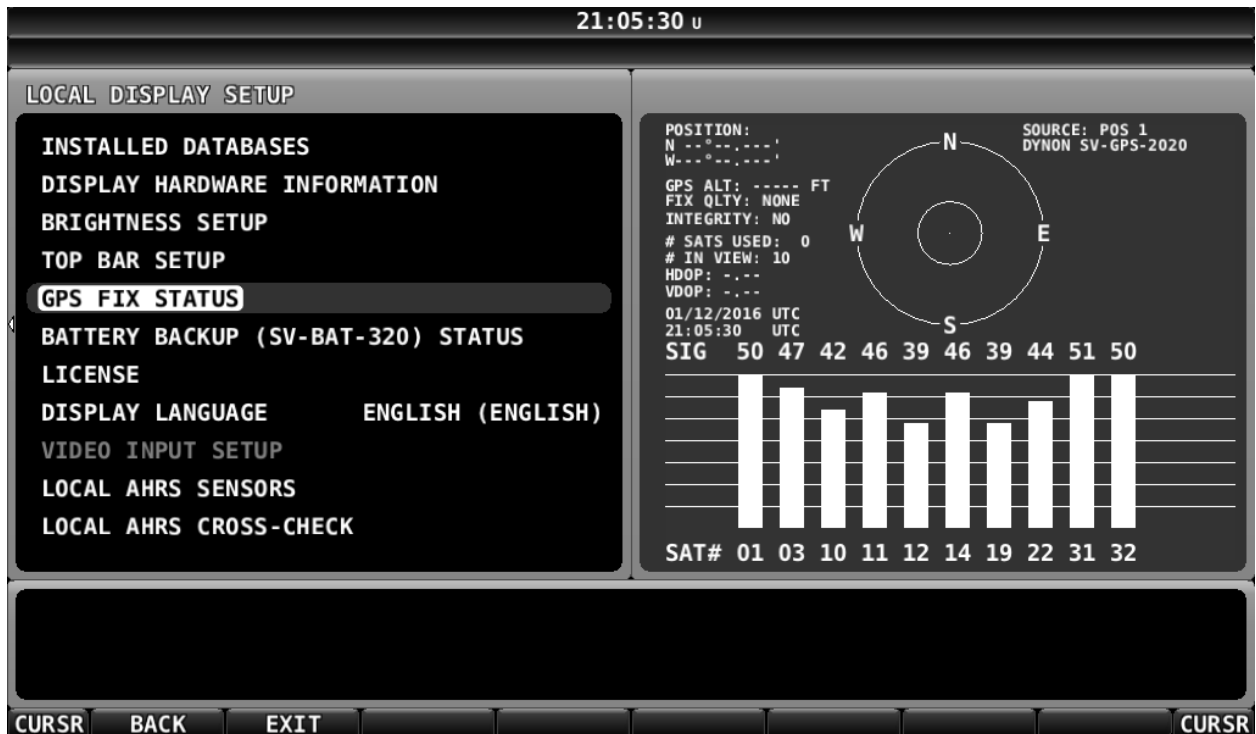 21:05:30 U
LOCAL DISPLAY SETUP
INSTALLED DATABASES
DISPLAY HARDWARE INFORMATION
BRIGHTNESS SETUP
TOP BAR SETUP
GPS FIX STATUS
BATTERY BACKUP (SV-BAT-320) STATUS
LICENSE
DISPLAY LANGUAGE ENGLISH (ENGLISH)
VIDEO INPUT SETUP
LOCAL AHRS SENSORS
LOCAL AHRS CROSS-CHECK
POSITION:
N --°--.---'
W---°--.---'
GPS ALT: ----- FT
FIX QLTY: NONE
INTEGRITY: NO
# SATS USED: 0
# IN VIEW: 10
HDOP: -.--
VDOP: -.--
01/12/2016 UTC
21:05:30 UTC
N
W
E
S
SOURCE: POS 1
DYNON SV-GPS-2020
SIG 50 47 42 46 39 46 39 44 51 50
SAT# 01 03 10 11 12 14 19 22 31 32
CURSR BACK EXIT CURSR